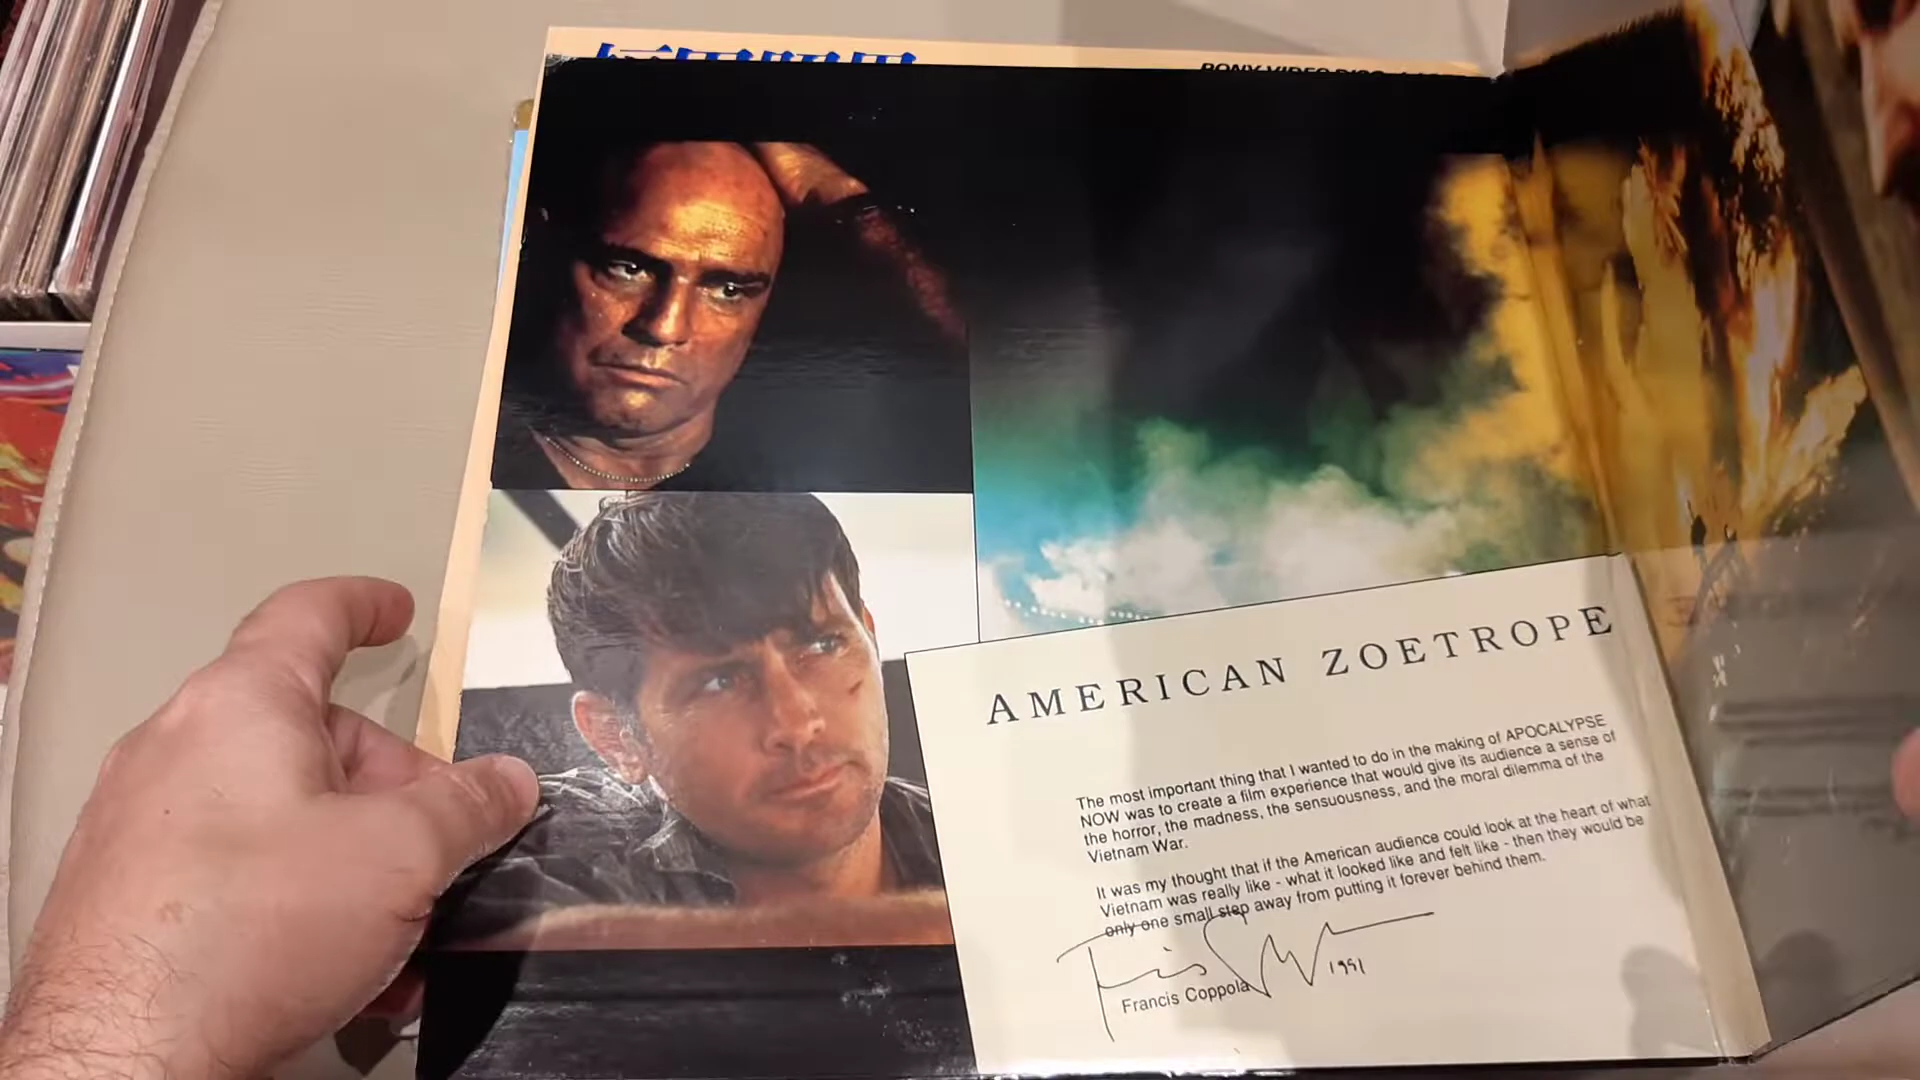 AMERICAN ZOETROPE
The most important thing that I wanted to do in the making of APOCALYPSE
NOW was to create a film experience that would give its audience a sense of
the horror, the madness, the sensuousness, and the moral dilemma of the
Vietnam War.
It was my thought that if the American audience could look at the heart of what
Vietnam was really like - what it looked like and felt like - then they would be
only one small step away from putting it forever behind them.
1991
Francis Coppola